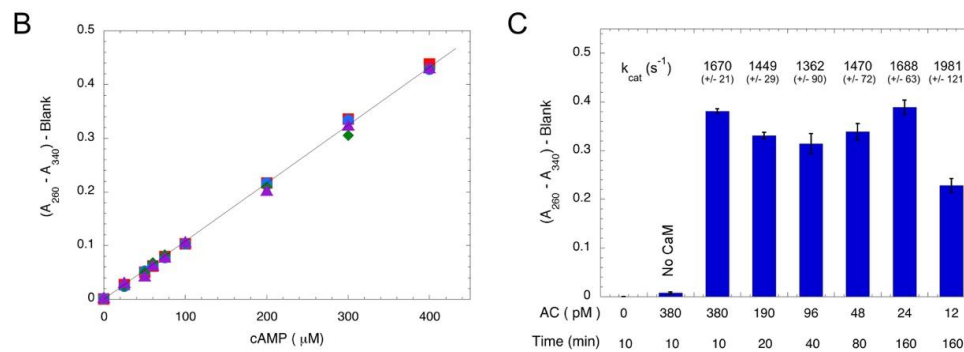 B
0.5
0.4
0.3
0.2
0.1
0
(A260 - A340) - Blank
0 100 200 300 400
cAMP ( μM)
C
0.5
0.4
0.3
0.2
0.1
0
(A260 - A340) - Blank
kcat (s-1)
1670 1449 1362 1470 1688 1981
(+/- 21) (+/- 29) (+/- 90) (+/- 72) (+/- 63) (+/- 121
No CaM
AC ( pM) 0 380 380 190 96 48 24 12
Time (min) 10 10 10 20 40 80 160 160